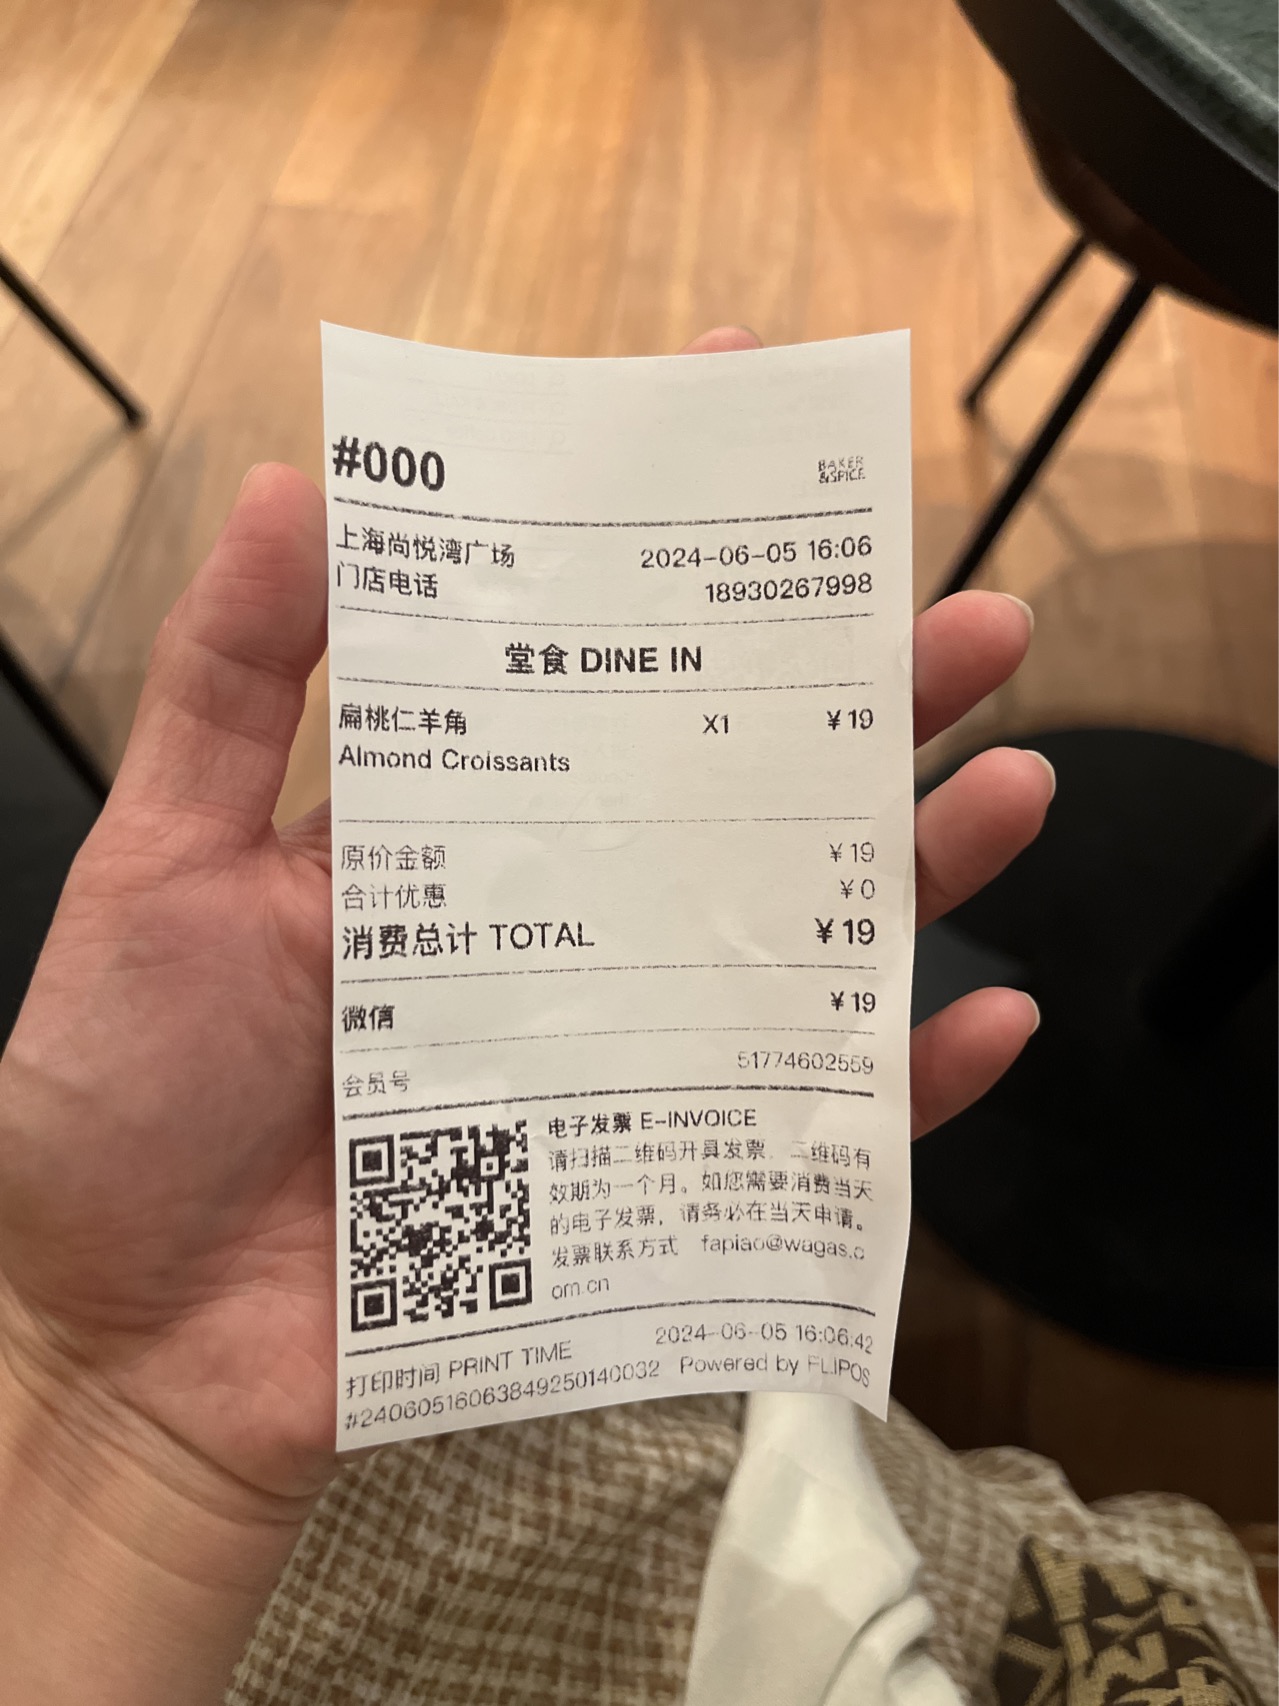 #000
BAKER
&SPICE
上海尚悦湾广场 2024-06-05 16:06
门店电话 18930267998
堂食 DINE IN
扁桃仁羊角 X1 ¥19
Almond Croissants
原价金额 ¥19
合计优惠 ¥0
消费总计 TOTAL ¥19
微信 ¥19
会员号 51774602559
电子发票 E-INVOICE
请扫描二维码开具发票，二维码有
效期为一个月。如您需要消费当天
的电子发票，请务必在当天申请。
发票联系方式 fapiao@wagas.c
om.cn
打印时间 PRINT TIME 2024-06-05 16:06:42
#2406051606384925014­0032 Powered by FLIPOS